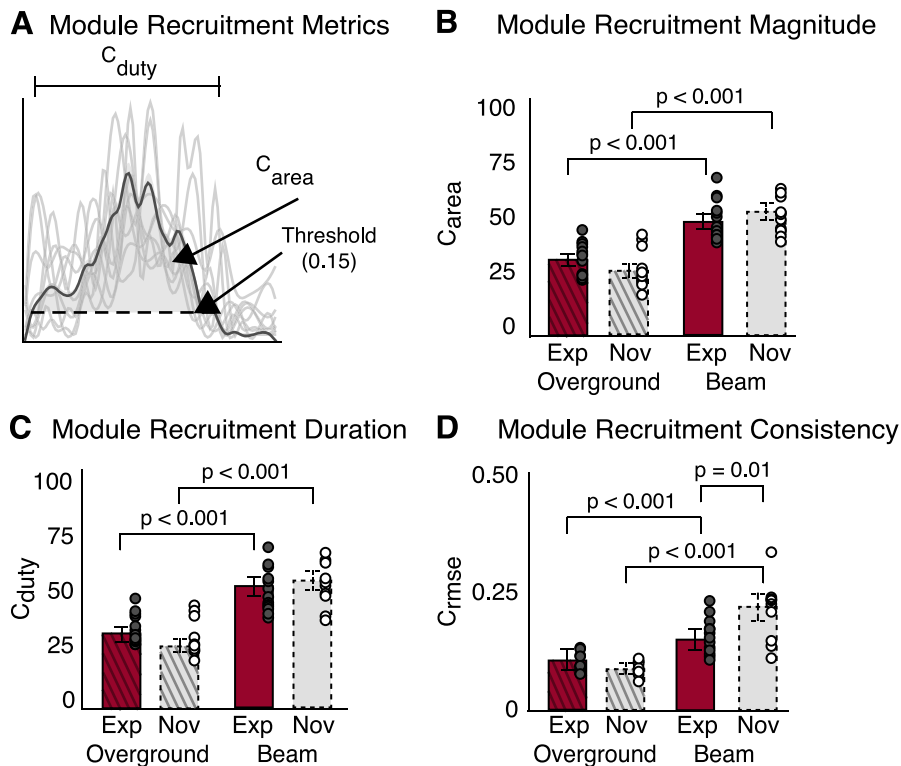 A Module Recruitment Metrics
Cduty
Carea
Threshold
(0.15)
B Module Recruitment Magnitude
Carea
100
75
50
25
0
p < 0.001
p < 0.001
Exp Nov Exp Nov
Overground Beam
C Module Recruitment Duration
Cduty
100
75
50
25
0
p < 0.001
p < 0.001
Exp Nov Exp Nov
Overground Beam
D Module Recruitment Consistency
Crmse
0.50
0.25
0
p = 0.01
p < 0.001
p < 0.001
Exp Nov Exp Nov
Overground Beam